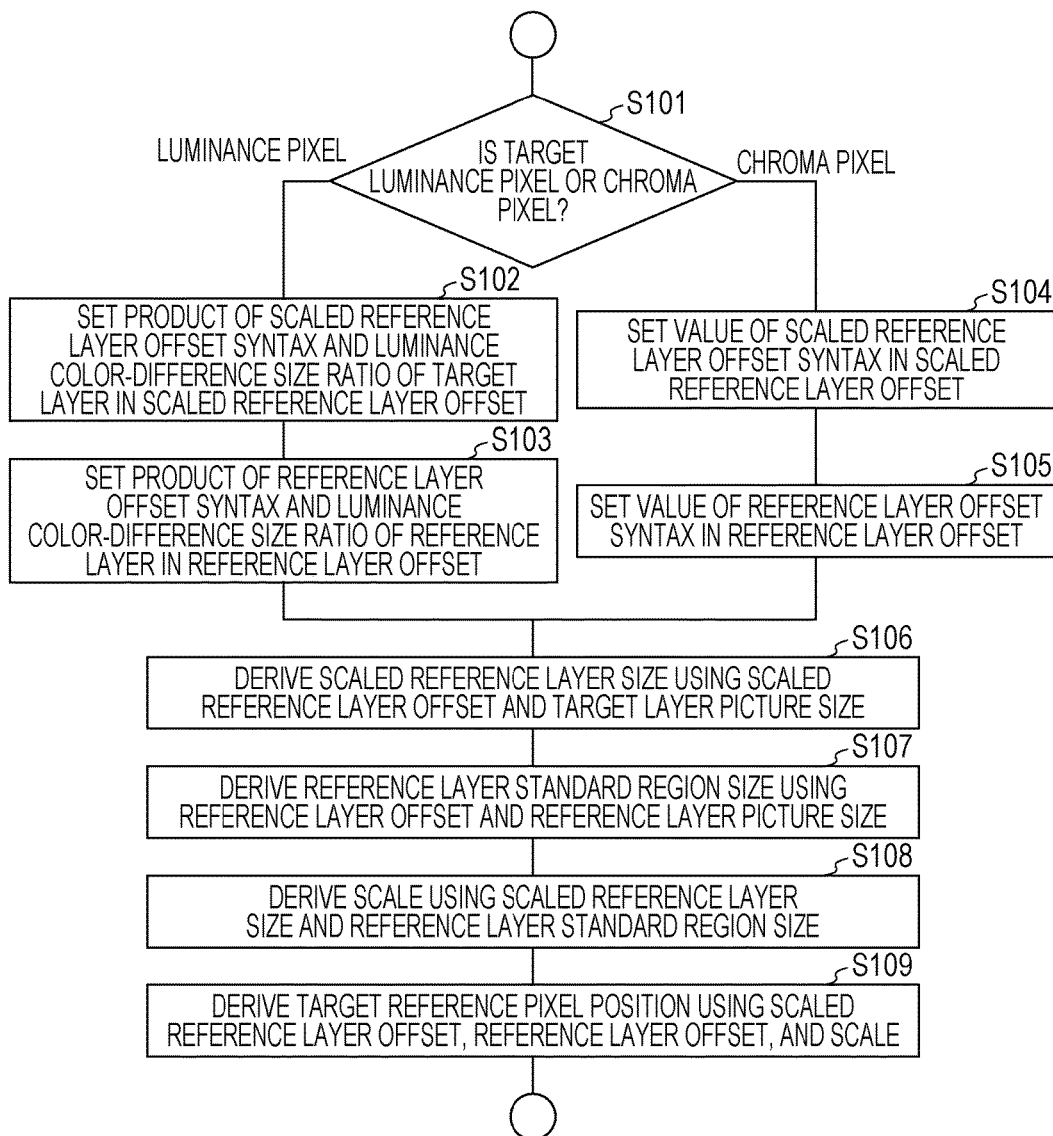 S101
IS TARGET
LUMINANCE PIXEL OR CHROMA
PIXEL?
LUMINANCE PIXEL
CHROMA PIXEL
S102
SET PRODUCT OF SCALED REFERENCE
LAYER OFFSET SYNTAX AND LUMINANCE
COLOR-DIFFERENCE SIZE RATIO OF TARGET
LAYER IN SCALED REFERENCE LAYER OFFSET
S103
SET PRODUCT OF REFERENCE LAYER
OFFSET SYNTAX AND LUMINANCE
COLOR-DIFFERENCE SIZE RATIO OF REFERENCE
LAYER IN REFERENCE LAYER OFFSET
S104
SET VALUE OF SCALED REFERENCE
LAYER OFFSET SYNTAX IN SCALED
REFERENCE LAYER OFFSET
S105
SET VALUE OF REFERENCE LAYER OFFSET
SYNTAX IN REFERENCE LAYER OFFSET
S106
DERIVE SCALED REFERENCE LAYER SIZE USING SCALED
REFERENCE LAYER OFFSET AND TARGET LAYER PICTURE SIZE
S107
DERIVE REFERENCE LAYER STANDARD REGION SIZE USING
REFERENCE LAYER OFFSET AND REFERENCE LAYER PICTURE SIZE
S108
DERIVE SCALE USING SCALED REFERENCE LAYER
SIZE AND REFERENCE LAYER STANDARD REGION SIZE
S109
DERIVE TARGET REFERENCE PIXEL POSITION USING SCALED
REFERENCE LAYER OFFSET, REFERENCE LAYER OFFSET, AND SCALE